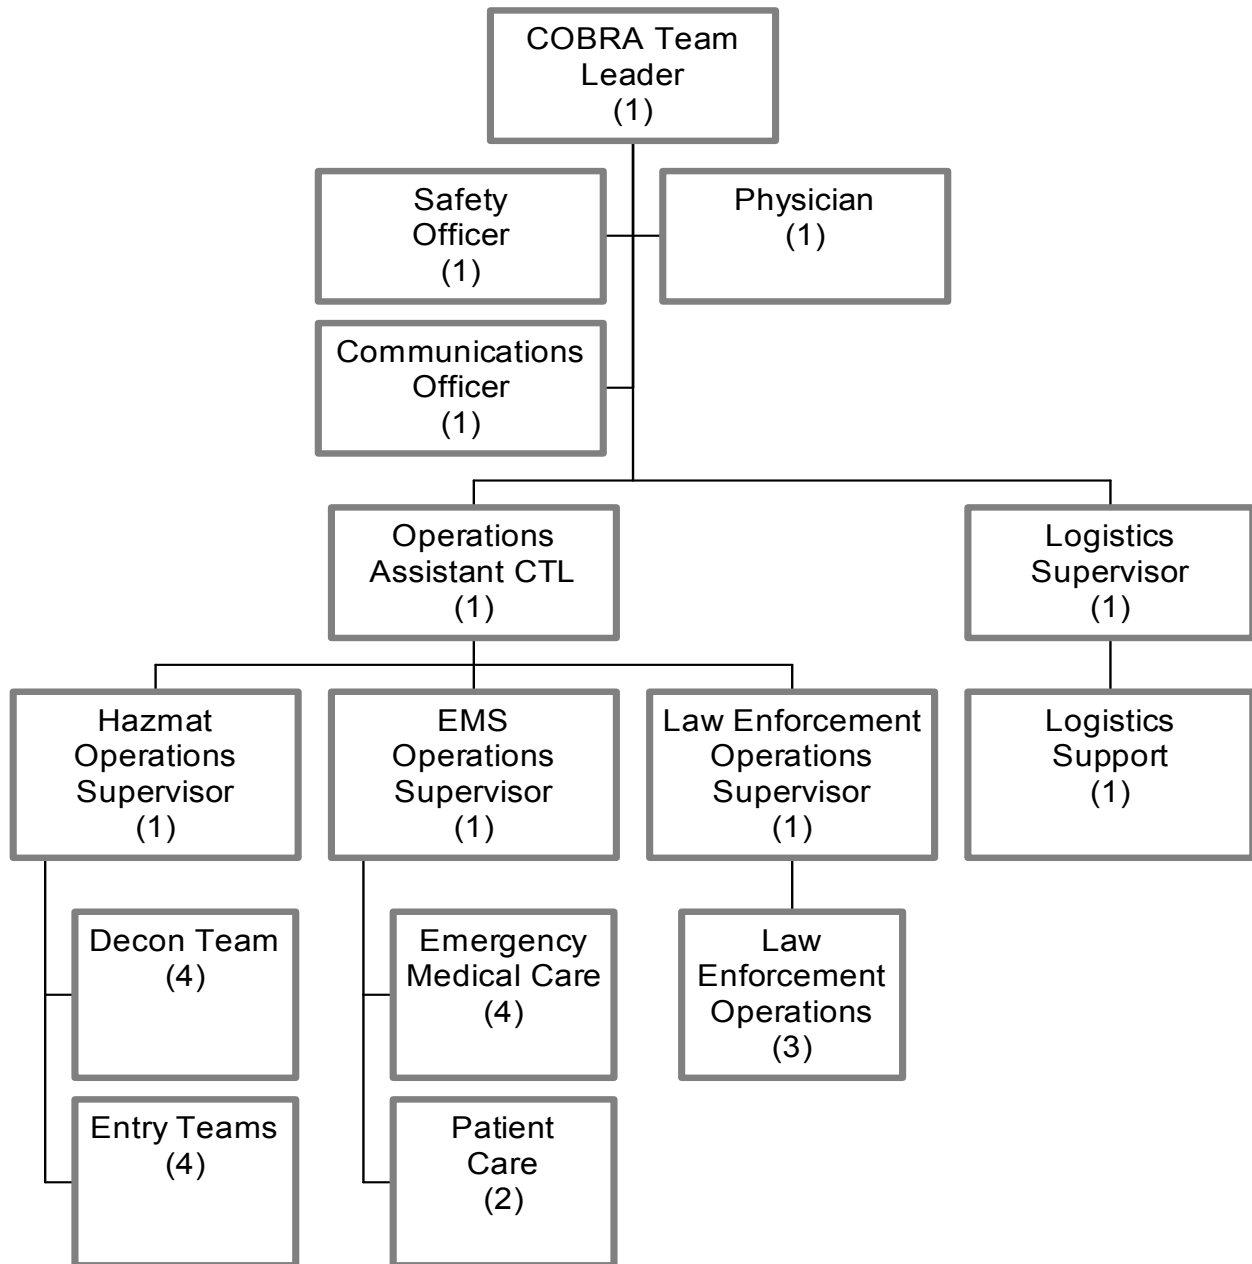 COBRA Team
Leader
(1)
Safety
Officer
(1)
Physician
(1)
Communications
Officer
(1)
Operations
Assistant CTL
(1)
Logistics
Supervisor
(1)
Hazmat
Operations
Supervisor
(1)
EMS
Operations
Supervisor
(1)
Law Enforcement
Operations
Supervisor
(1)
Logistics
Support
(1)
Decon Team
(4)
Emergency
Medical Care
(4)
Law
Enforcement
Operations
(3)
Entry Teams
(4)
Patient
Care
(2)